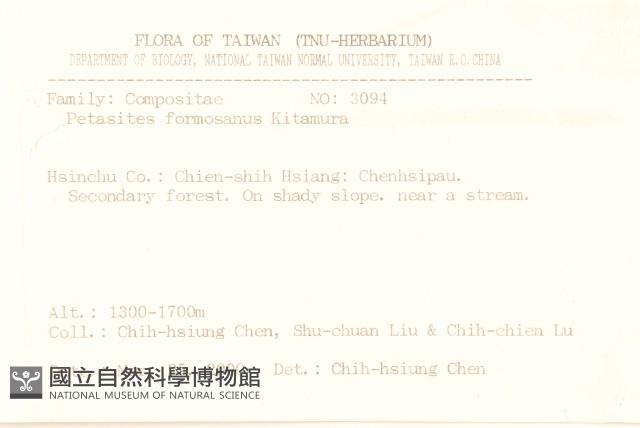 FLORA OF TAIWAN (TNU-HERBARIUM)
DEPARTMENT OF BIOLOGY, NATIONAL TAIWAN NORMAL UNIVERSITY, TAIWAN R.O.CHINA
Family: Compositae NO: 3094
Petasites formosanus Kitamura
Hsinchu Co.: Chien-shih Hsiang: Chenhsipau.
Secondary forest. On shady slope. near a stream.
Alt.: 1300-1700m
Coll.: Chih-hsiung Chen, Shu-chuan Liu & Chih-chien Lu
Det.: Chih-hsiung Chen
國立自然科學博物館
NATIONAL MUSEUM OF NATURAL SCIENCE